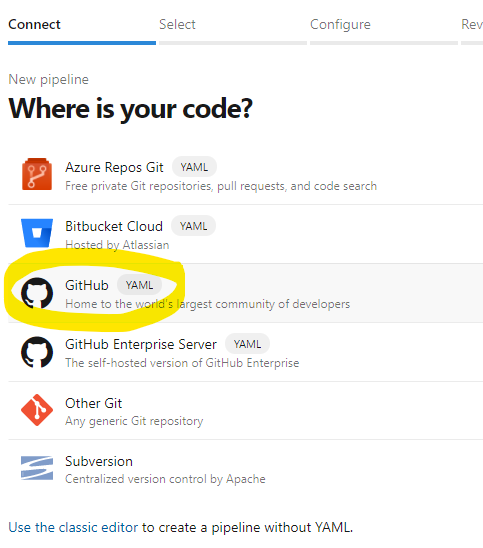 Connect Select Configure Rev
New pipeline
Where is your code?
Azure Repos Git YAML
Free private Git repositories, pull requests, and code search
Bitbucket Cloud YAML
Hosted by Atlassian
GitHub YAML
Home to the world's largest community of developers
GitHub Enterprise Server YAML
The self-hosted version of GitHub Enterprise
Other Git
Any generic Git repository
Subversion
Centralized version control by Apache
Use the classic editor to create a pipeline without YAML.